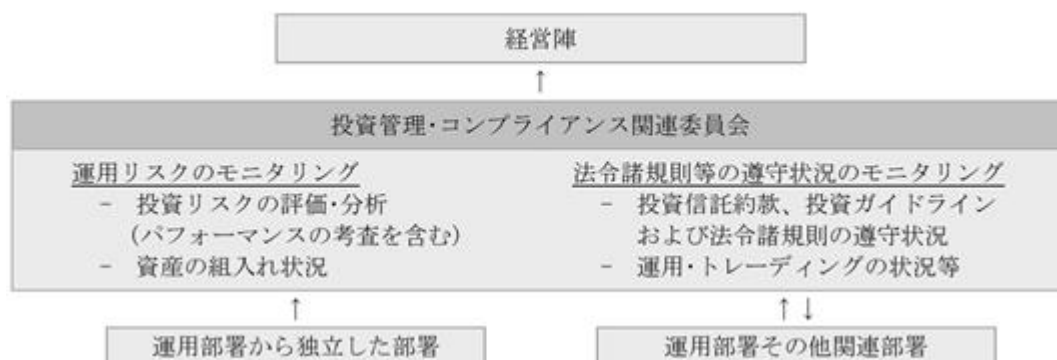 経営陣
↑
投資管理・コンプライアンス関連委員会
運用リスクのモニタリング
- 投資リスクの評価・分析
(パフォーマンスの考査を含む)
- 資産の組入れ状況
法令諸規則等の遵守状況のモニタリング
- 投資信託約款、投資ガイドライン
および法令諸規則の遵守状況
- 運用・トレーディングの状況等
↑
↑↓
運用部署から独立した部署
運用部署その他関連部署